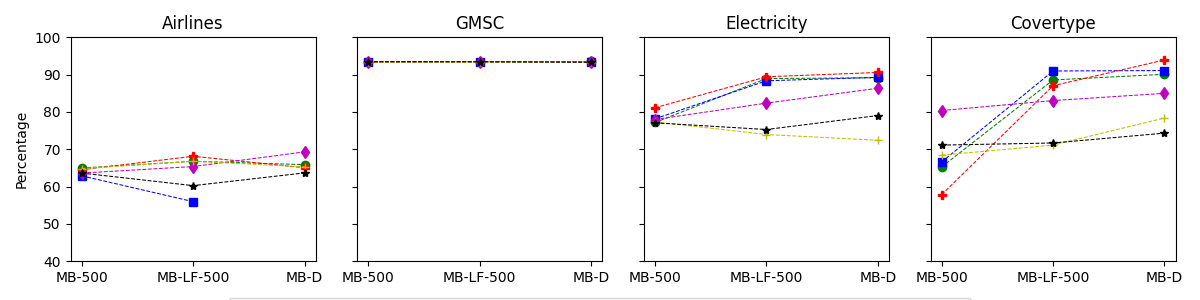 Airlines GMSC Electricity Covertype
Percentage
100
90
80
70
60
50
40
MB-500 MB-LF-500 MB-D MB-500 MB-LF-500 MB-D MB-500 MB-LF-500 MB-D MB-500 MB-LF-500 MB-D